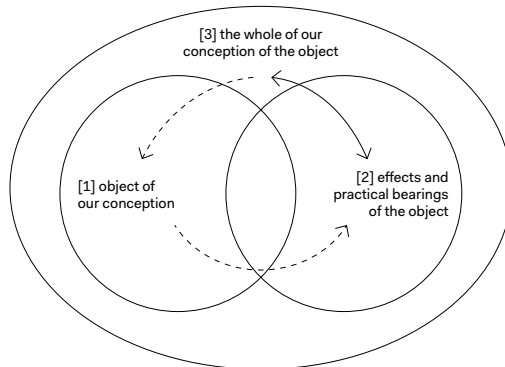 [3] the whole of our
conception of the object
[1] object of
our conception
[2] effects and
practical bearings
of the object